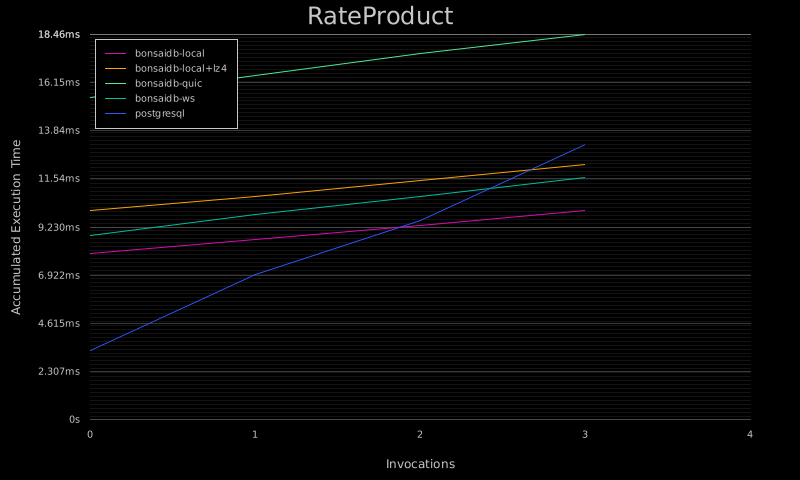 RateProduct
18.46ms
16.15ms
13.84ms
11.54ms
9.230ms
6.922ms
4.615ms
2.307ms
0s
Accumulated Execution Time
bonsaidb-local
bonsaidb-local+lz4
bonsaidb-quic
bonsaidb-ws
postgresql
0 1 2 3 4
Invocations